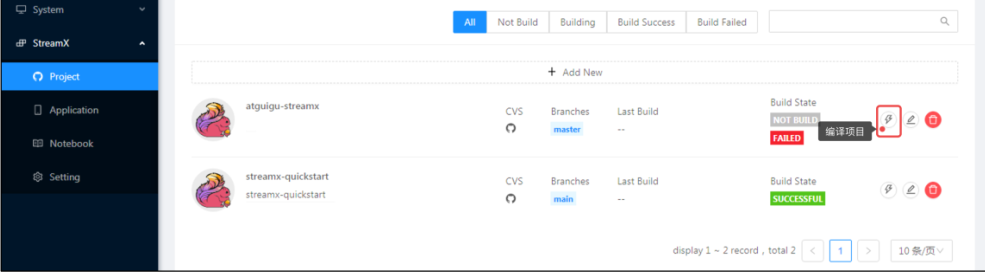 System
All Not Build Building Build Success Build Failed
StreamX
Project
+ Add New
Application
Notebook
Setting
atguigu-streamx
CVS Branches Last Build Build State
master -- NOT BUILD
FAILED
编译项目
streamx-quickstart
streamx-quickstart
CVS Branches Last Build Build State
main -- SUCCESSFUL
display 1 ~ 2 record , total 2 < 1 > 10 条/页